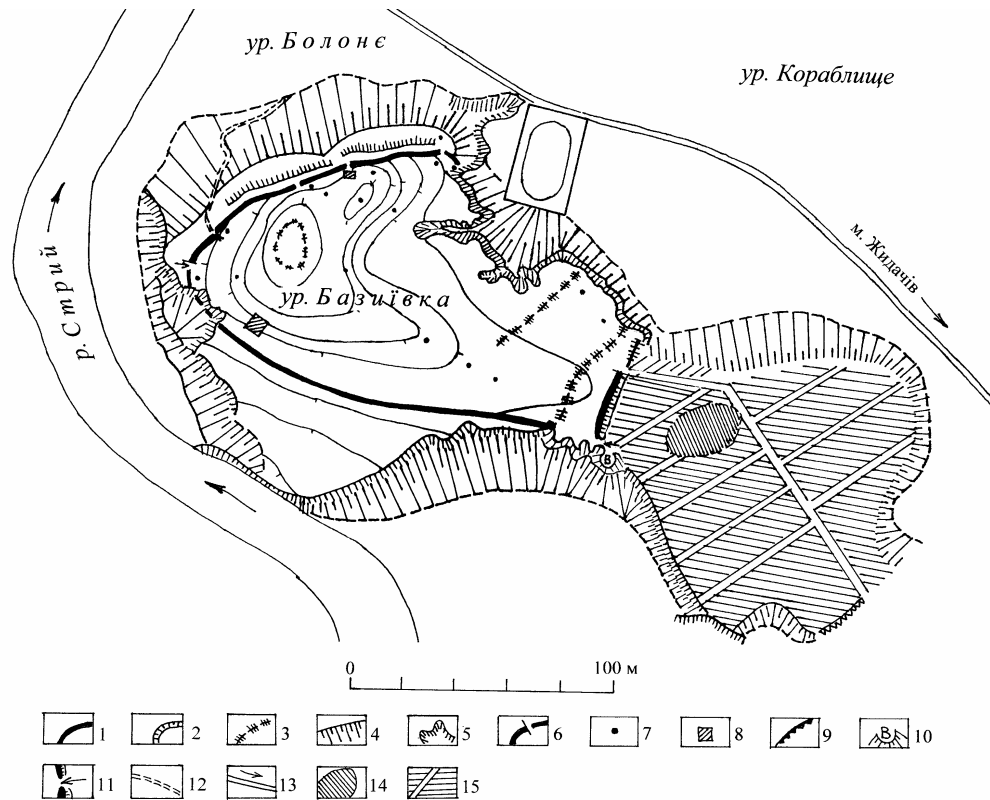 ур. Болонє
ур. Кораблище
м. Жидачів
р. Стрий
ур. Базиївка
В
0 100 м
1 2 3 4 5 6 7 8 9 В 10
11 12 13 14 15